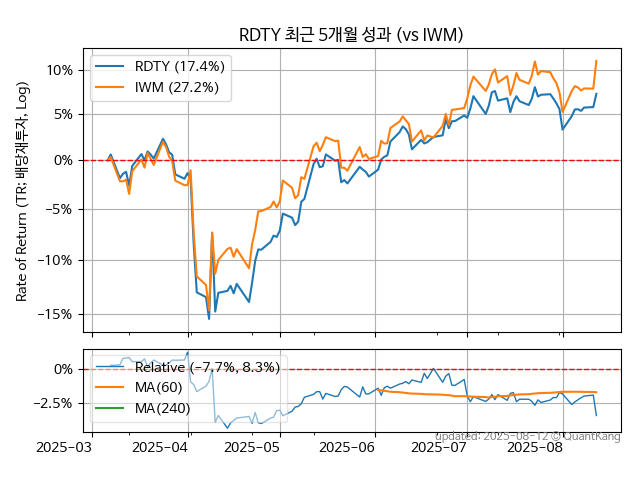 RDTY 최근 5개월 성과 (vs IWM)
RDTY (17.4%)
IWM (27.2%)
10%
5%
0%
−5%
−10%
−15%
Rate of Return (TR: 배당재투자, Log)
Relative (−7.7%, 8.3%)
MA(60)
MA(240)
0%
−2.5%
2025−03
2025−04
2025−05
2025−06
2025−07
2025−08
updated: 2025-08-12 © QuantKang